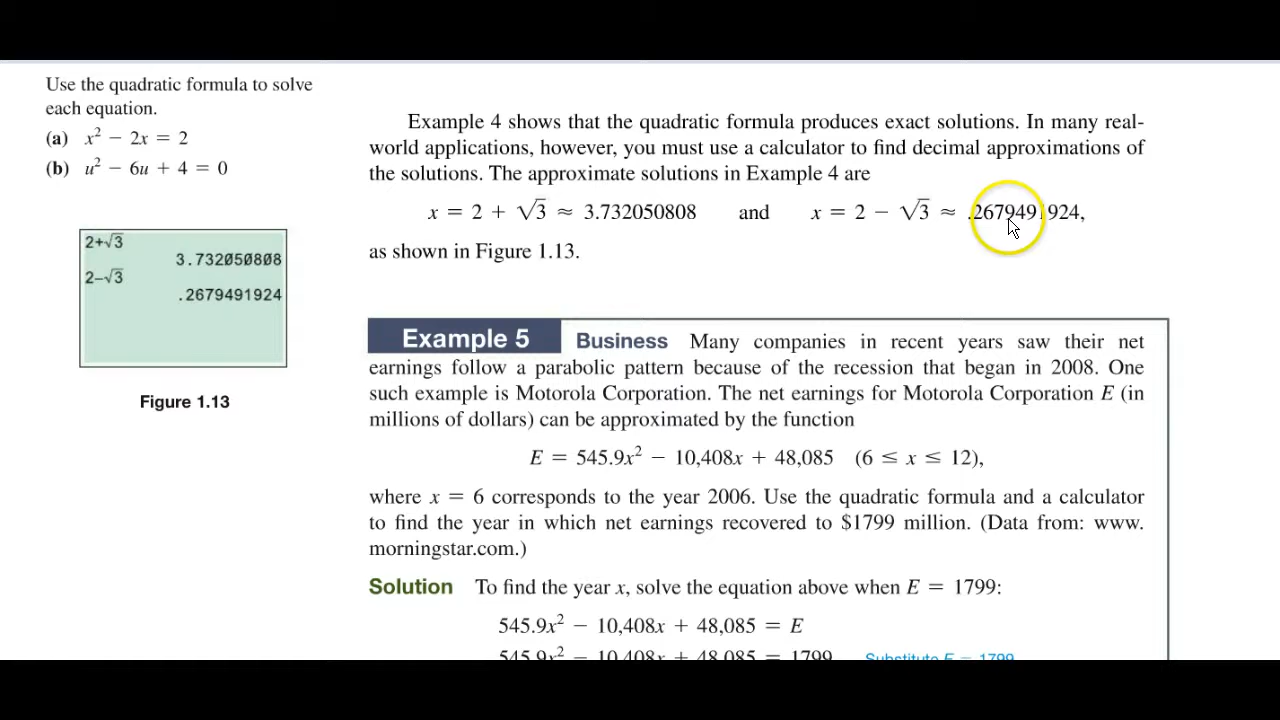 Use the quadratic formula to solve
each equation.
(a) x² − 2x = 2
(b) u² − 6u + 4 = 0
2+√3
3.732050808
2−√3
.2679491924
Figure 1.13
Example 4 shows that the quadratic formula produces exact solutions. In many real-
world applications, however, you must use a calculator to find decimal approximations of
the solutions. The approximate solutions in Example 4 are
x = 2 + √3 ≈ 3.732050808 and x = 2 − √3 ≈ .2679491924,
as shown in Figure 1.13.
Example 5 Business Many companies in recent years saw their net
earnings follow a parabolic pattern because of the recession that began in 2008. One
such example is Motorola Corporation. The net earnings for Motorola Corporation E (in
millions of dollars) can be approximated by the function
E = 545.9x² − 10,408x + 48,085 (6 ≤ x ≤ 12),
where x = 6 corresponds to the year 2006. Use the quadratic formula and a calculator
to find the year in which net earnings recovered to $1799 million. (Data from: www.
morningstar.com.)
Solution To find the year x, solve the equation above when E = 1799:
545.9x² − 10,408x + 48,085 = E
545.9x² − 10,408x + 48,085 = 1799 Substitute E = 1799